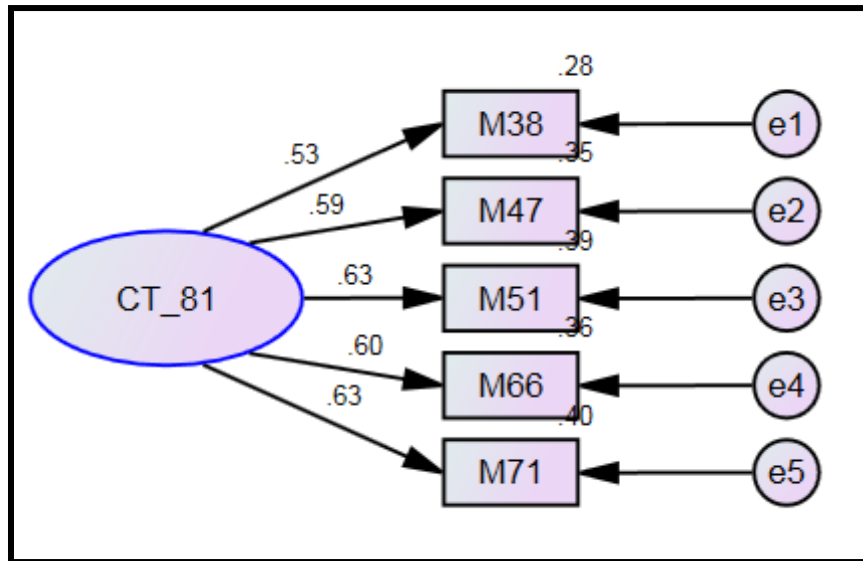 .28
M38
e1
.53
.35
M47
e2
.59
.39
M51
e3
.63
CT_81
.36
M66
e4
.60
.40
M71
e5
.63